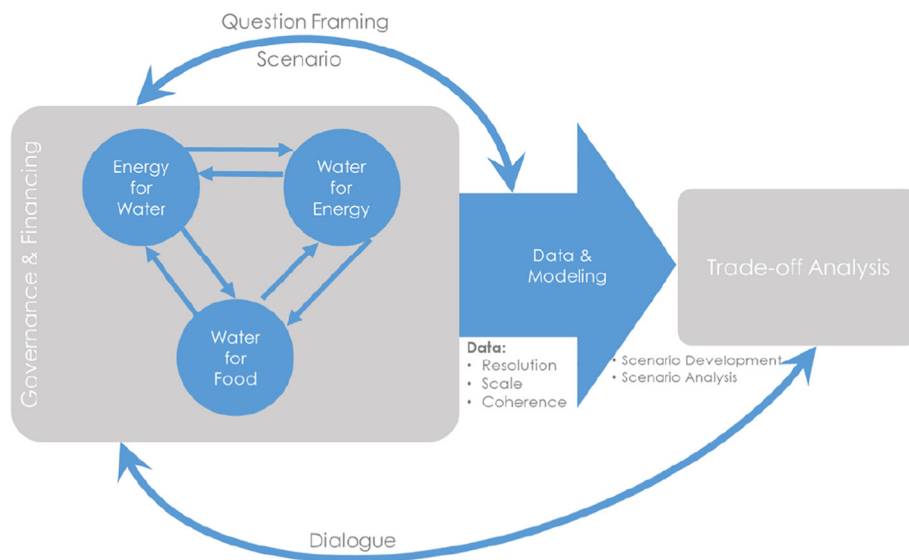 Question Framing
Scenario
Governance & Financing
Energy
for
Water
Water
for
Energy
Water
for
Food
Data &
Modeling
Trade-off Analysis
Data:
• Resolution
• Scale
• Coherence
• Scenario Development
• Scenario Analysis
Dialogue